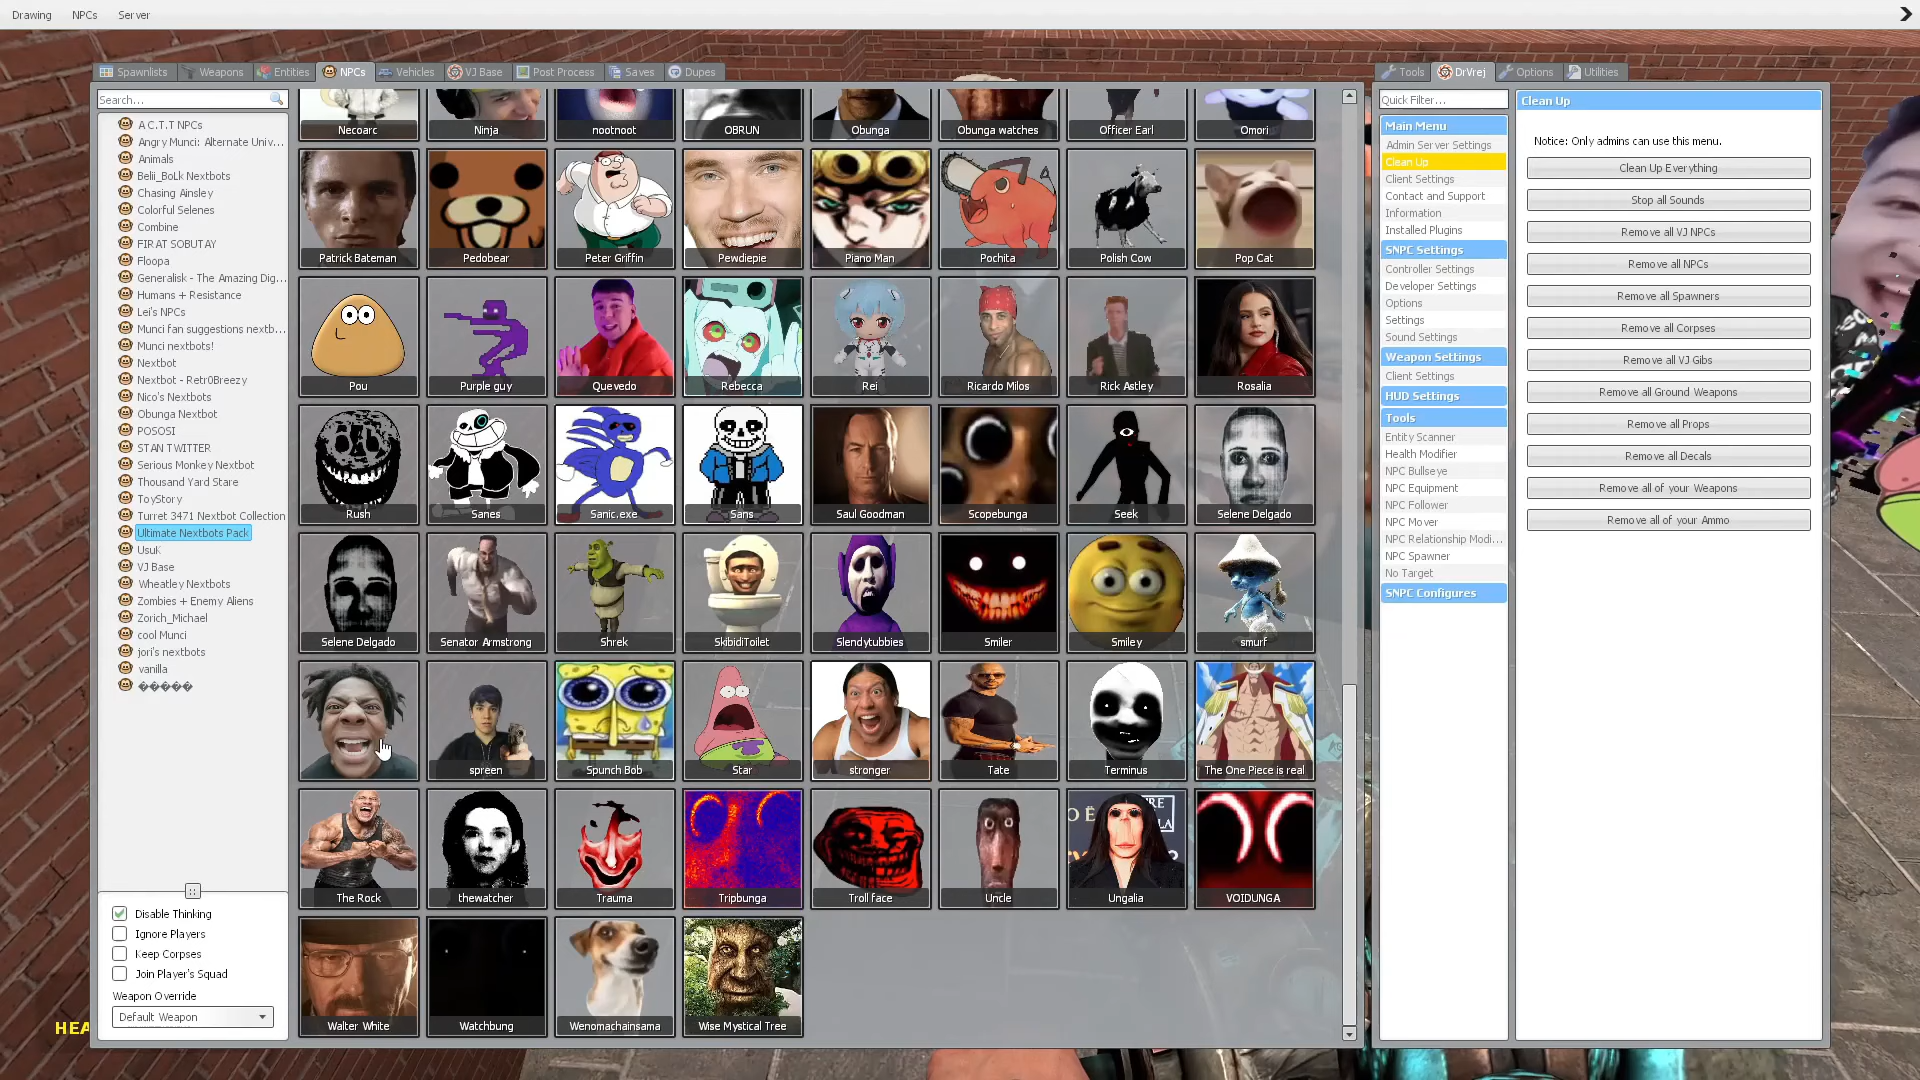 Drawing NPCs Server
Spawnlists Weapons Entities NPCs Vehicles VJ Base Post Process Saves Dupes
Search...
A.C.T.T NPCs
Angry Munci: Alternate Univ...
Animals
Belii_BoLk Nextbots
Chasing Ainsley
Colorful Selenes
Combine
FIRAT SOBUTAY
Floopa
Generalisk - The Amazing Dig...
Humans + Resistance
Lei's NPCs
Munci fan suggestions nextb...
Munci nextbots!
Nextbot
Nextbot - Retr0Breezy
Nico's Nextbots
Obunga Nextbot
POSOSI
STAN TWITTER
Serious Monkey Nextbot
Thousand Yard Stare
ToyStory
Turret 3471 Nextbot Collection
Ultimate Nextbots Pack
UsuK
VJ Base
Wheatley Nextbots
Zombies + Enemy Aliens
Zorich_Michael
cool Munci
jori's nextbots
vanilla
�����
Disable Thinking
Ignore Players
Keep Corpses
Join Player's Squad
Weapon Override
Default Weapon
HEA
Necoarc Ninja nootnoot OBRUN Obunga Obunga watches Officer Earl Omori
Patrick Bateman Pedobear Peter Griffin Pewdiepie Piano Man Pochita Polish Cow Pop Cat
Pou Purple guy Quevedo Rebecca Rei Ricardo Milos Rick Astley Rosalia
Rush Sanes Sanic.exe Sans Saul Goodman Scopebunga Seek Selene Delgado
Selene Delgado Senator Armstrong Shrek SkibidiToilet Slendytubbies Smiler Smiley smurf
spreen Spunch Bob Star stronger Tate Terminus The One Piece is real
The Rock thewatcher Trauma Tripbunga Troll face Uncle Ungalia VOIDUNGA
Walter White Watchbung Wenomachainsama Wise Mystical Tree
Tools DrVrej Options Utilities
Quick Filter...
Main Menu
Admin Server Settings
Clean Up
Client Settings
Contact and Support
Information
Installed Plugins
SNPC Settings
Controller Settings
Developer Settings
Options
Settings
Sound Settings
Weapon Settings
Client Settings
HUD Settings
Tools
Entity Scanner
Health Modifier
NPC Bullseye
NPC Equipment
NPC Follower
NPC Mover
NPC Relationship Modi...
NPC Spawner
No Target
SNPC Configures
Clean Up
Notice: Only admins can use this menu.
Clean Up Everything
Stop all Sounds
Remove all VJ NPCs
Remove all NPCs
Remove all Spawners
Remove all Corpses
Remove all VJ Gibs
Remove all Ground Weapons
Remove all Props
Remove all Decals
Remove all of your Weapons
Remove all of your Ammo